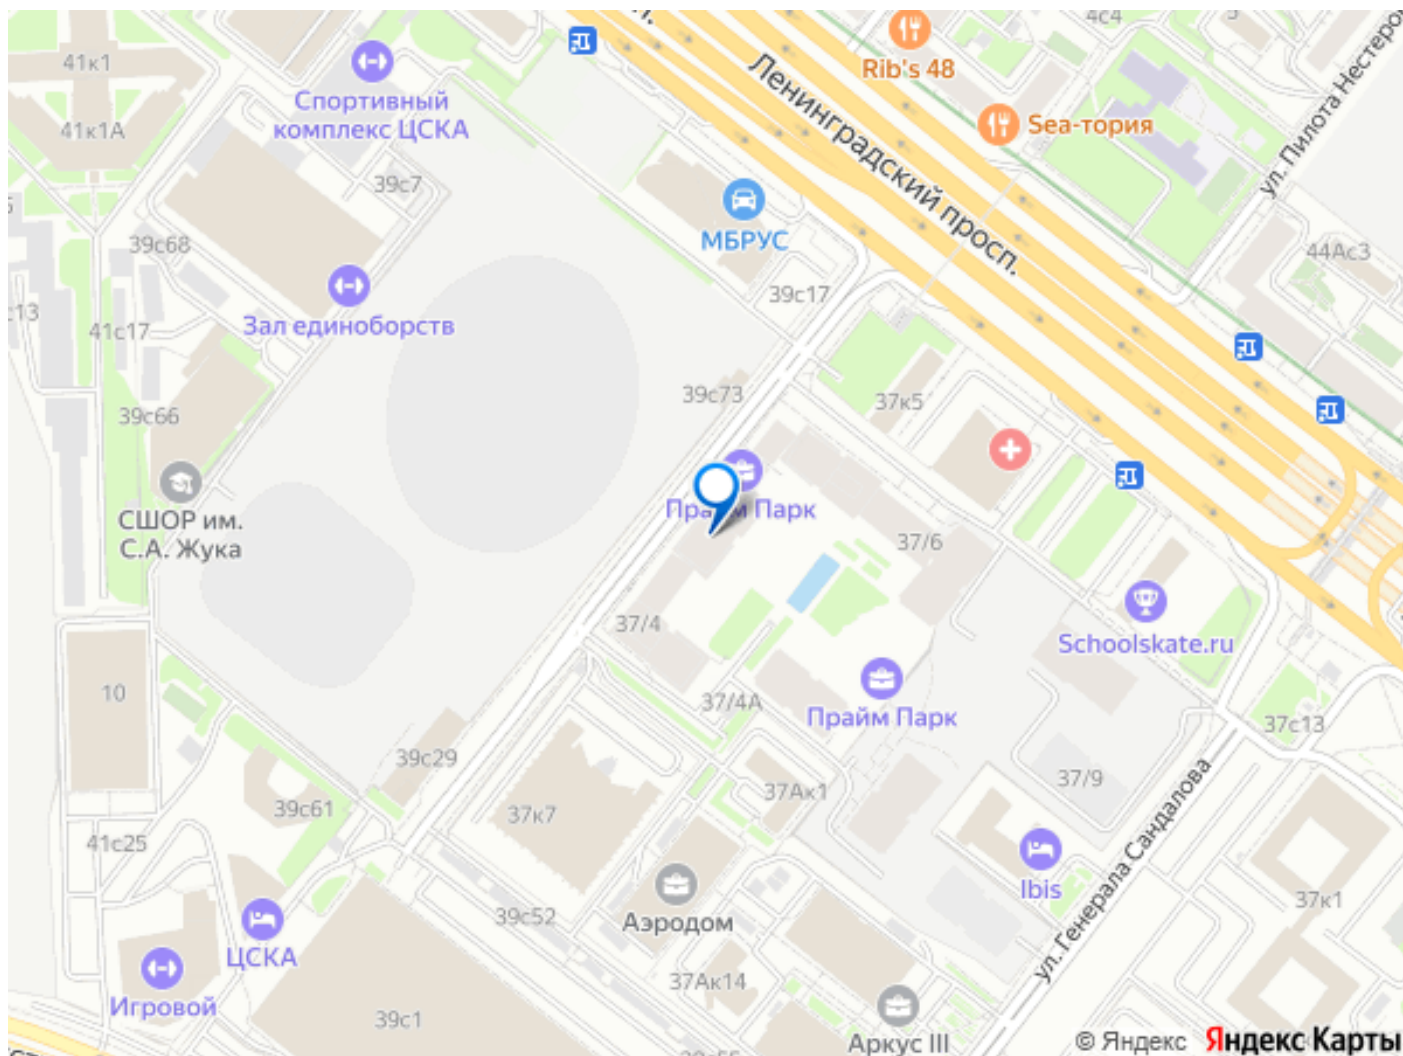 41к1
41к1А
Спортивный
комплекс ЦСКА
39с7
39с68
41с17
Зал единоборств
39с66
СШОР им.
С.А. Жука
Rib's 48
4с4
Sea-тория
Ленинградский просп.
ул. Пилота Нестеро
МБРУС
39с17
44Ас3
39с73
37к5
Прайм Парк
37/6
37/4
37/4А
Schoolskate.ru
Прайм Парк
10
39с29
39с61
41с25
37к7
37Ак1
37/9
37с13
Ibis
ул. Генерала Сандалова
37к1
Аэродом
39с52
37Ак14
ЦСКА
Игровой
39с1
Аркус III
© Яндекс
Яндекс Карты